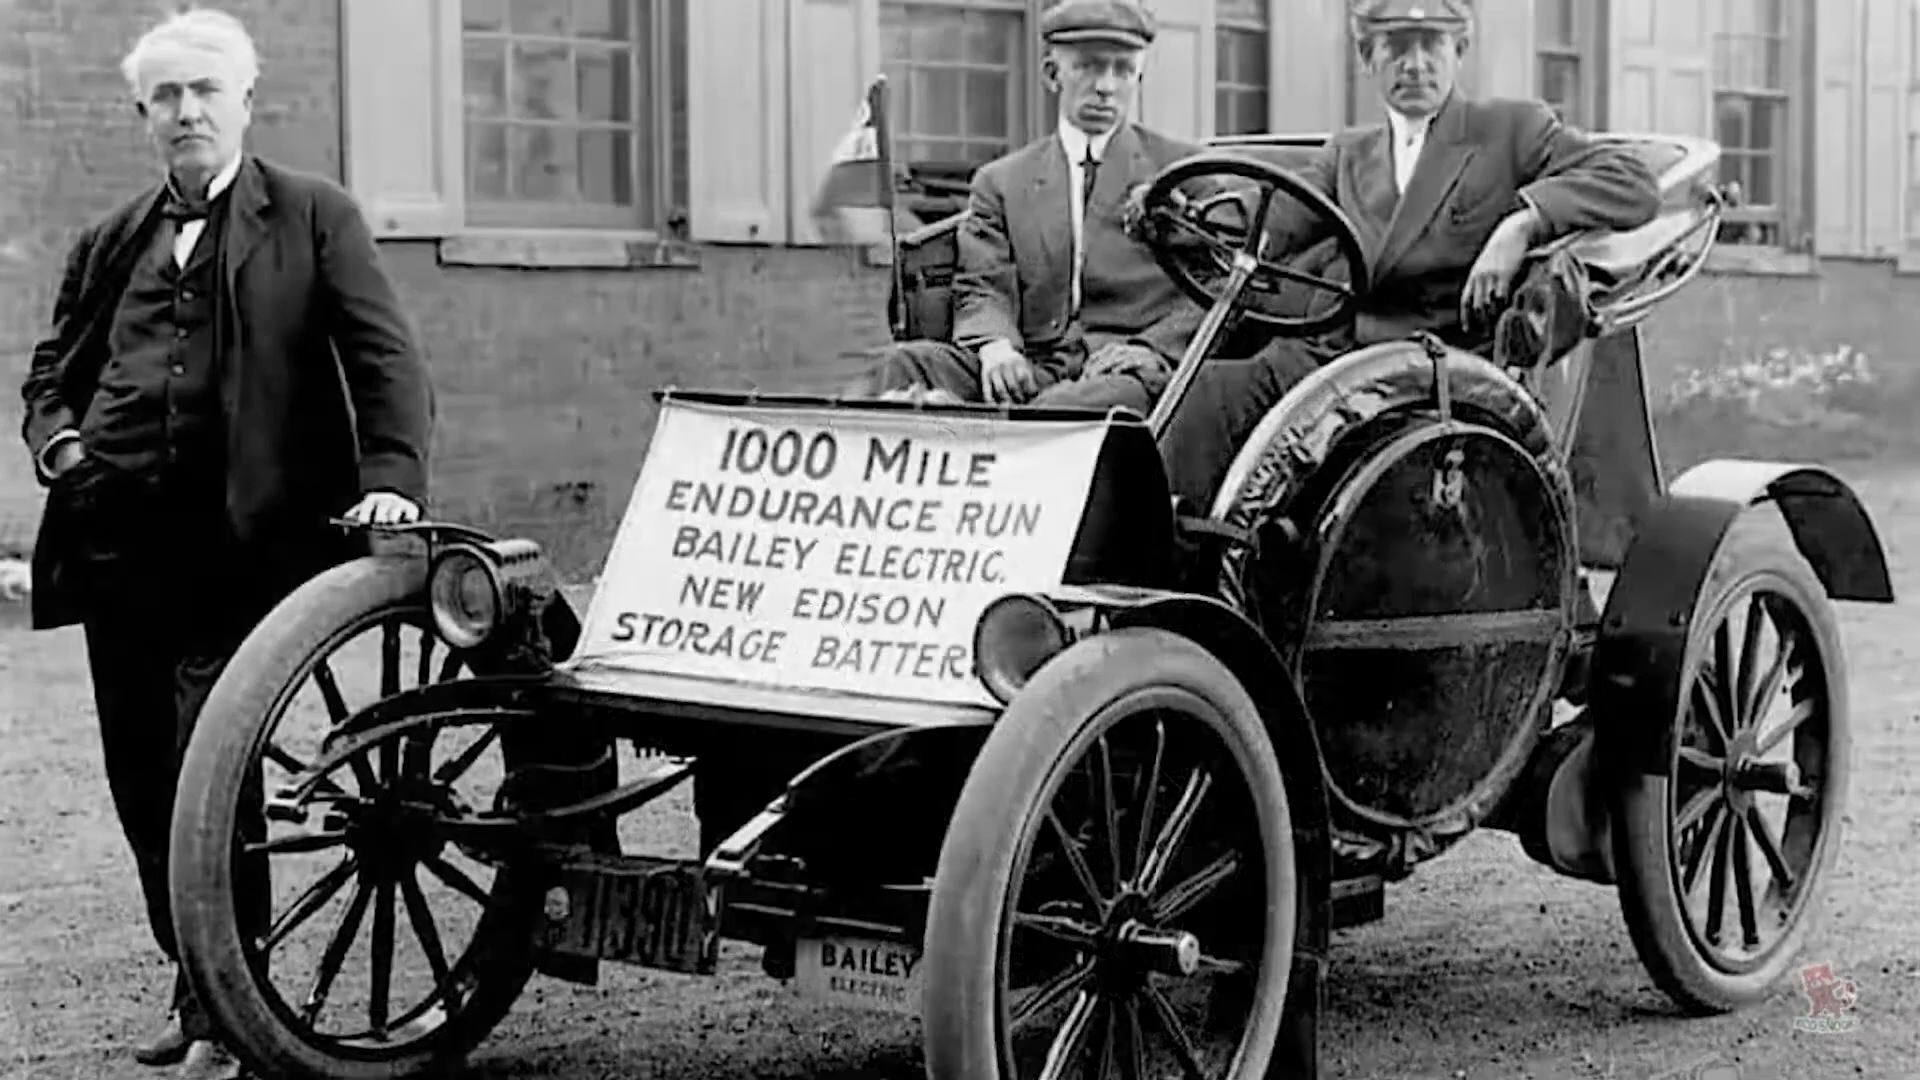 1000 MILE
ENDURANCE RUN
BAILEY ELECTRIC.
NEW EDISON
STORAGE BATTER
BAILEY
ELECTRIC